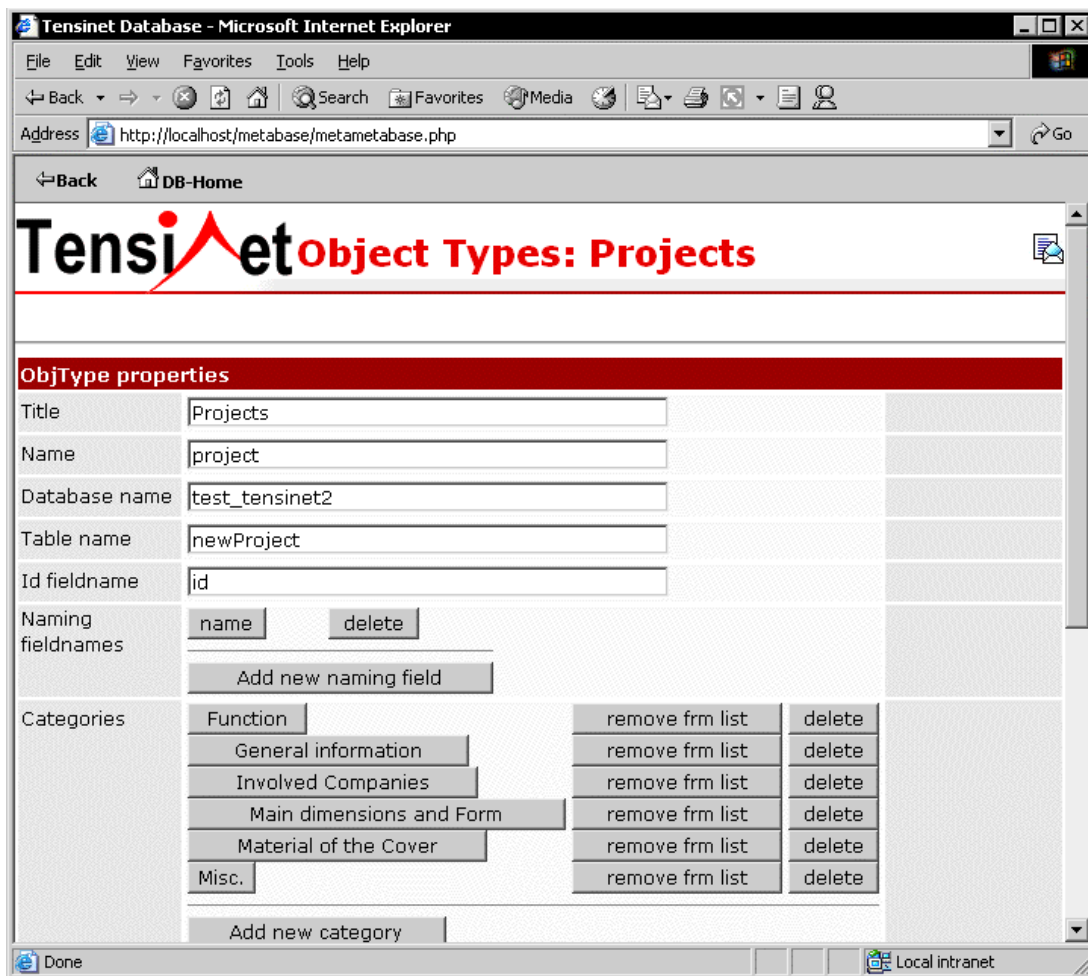 Tensinet Database - Microsoft Internet Explorer
File Edit View Favorites Tools Help
Back Search Favorites Media
Address http://localhost/metabase/metametabase.php Go
Back DB-Home
TensiNet Object Types: Projects
ObjType properties
Title Projects
Name project
Database name test_tensinet2
Table name newProject
Id fieldname id
Naming name delete
fieldnames
Add new naming field
Categories Function remove frm list delete
General information remove frm list delete
Involved Companies remove frm list delete
Main dimensions and Form remove frm list delete
Material of the Cover remove frm list delete
Misc. remove frm list delete
Add new category
Done Local intranet